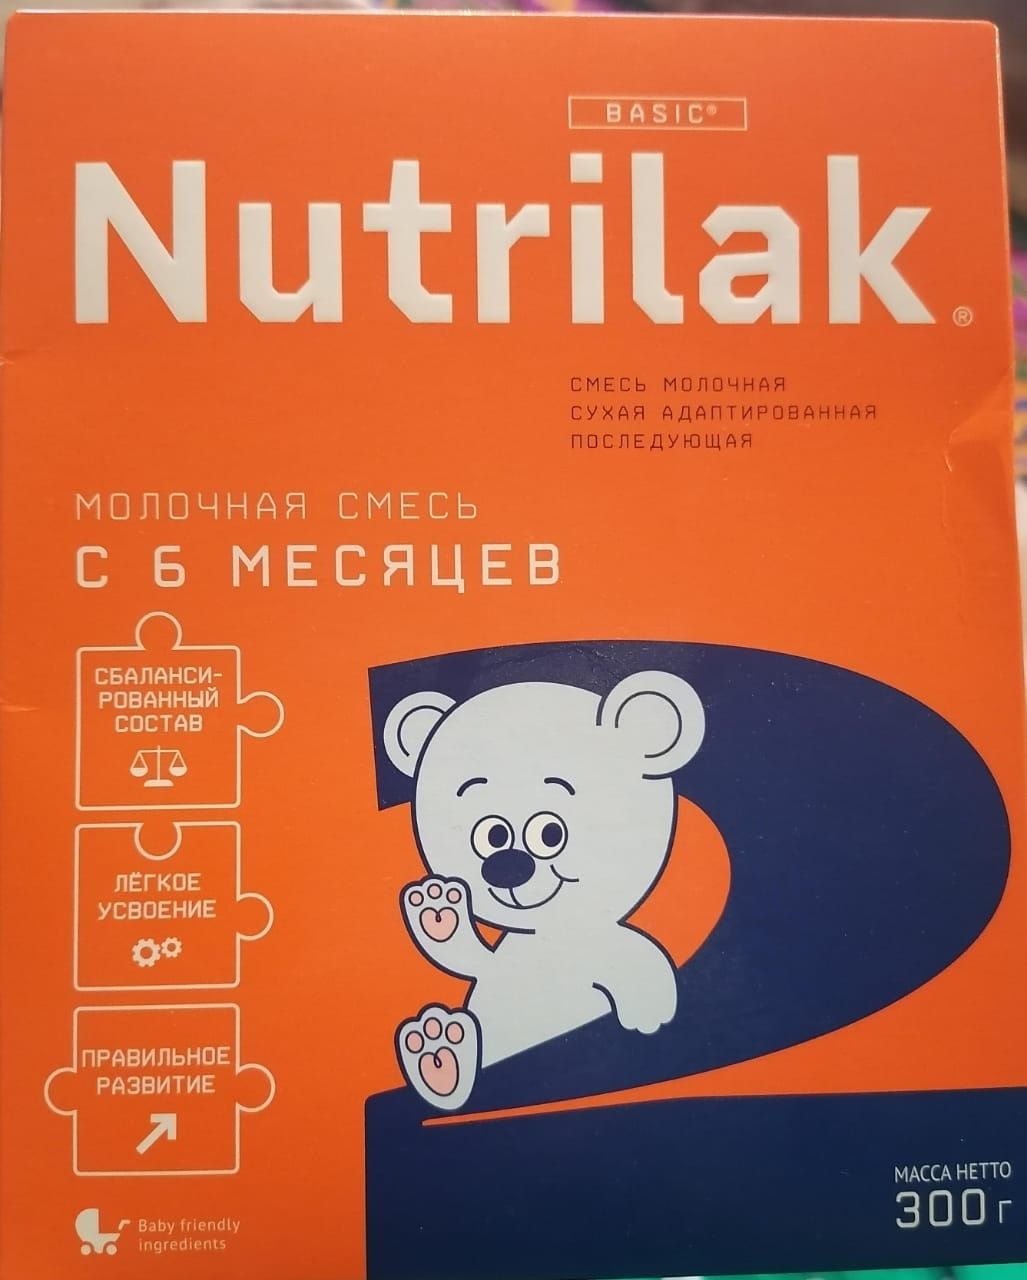 BASIC®
Nutrilak®
СМЕСЬ МОЛОЧНАЯ
СУХАЯ АДАПТИРОВАННАЯ
ПОСЛЕДУЮЩАЯ
МОЛОЧНАЯ СМЕСЬ
С 6 МЕСЯЦЕВ
СБАЛАНСИ-
РОВАННЫЙ
СОСТАВ
ЛЁГКОЕ
УСВОЕНИЕ
ПРАВИЛЬНОЕ
РАЗВИТИЕ
2
Baby friendly
ingredients
МАССА НЕТТО
300 г